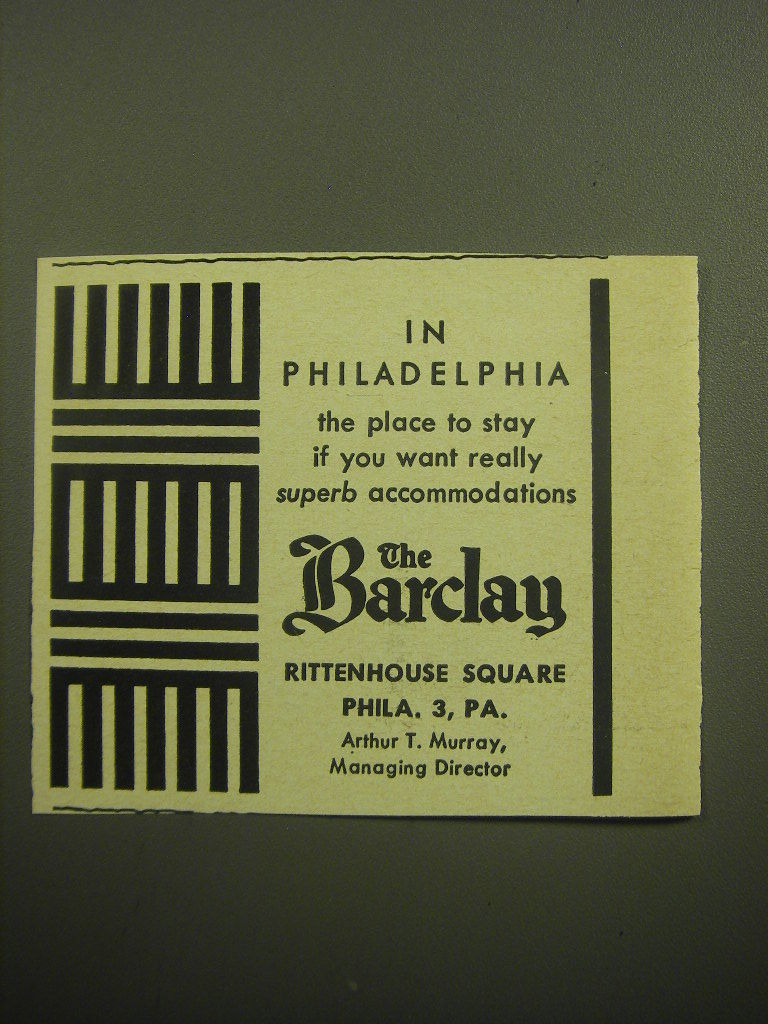 IN
PHILADELPHIA
the place to stay
if you want really
superb accommodations
The
Barclay
RITTENHOUSE SQUARE
PHILA. 3, PA.
Arthur T. Murray,
Managing Director